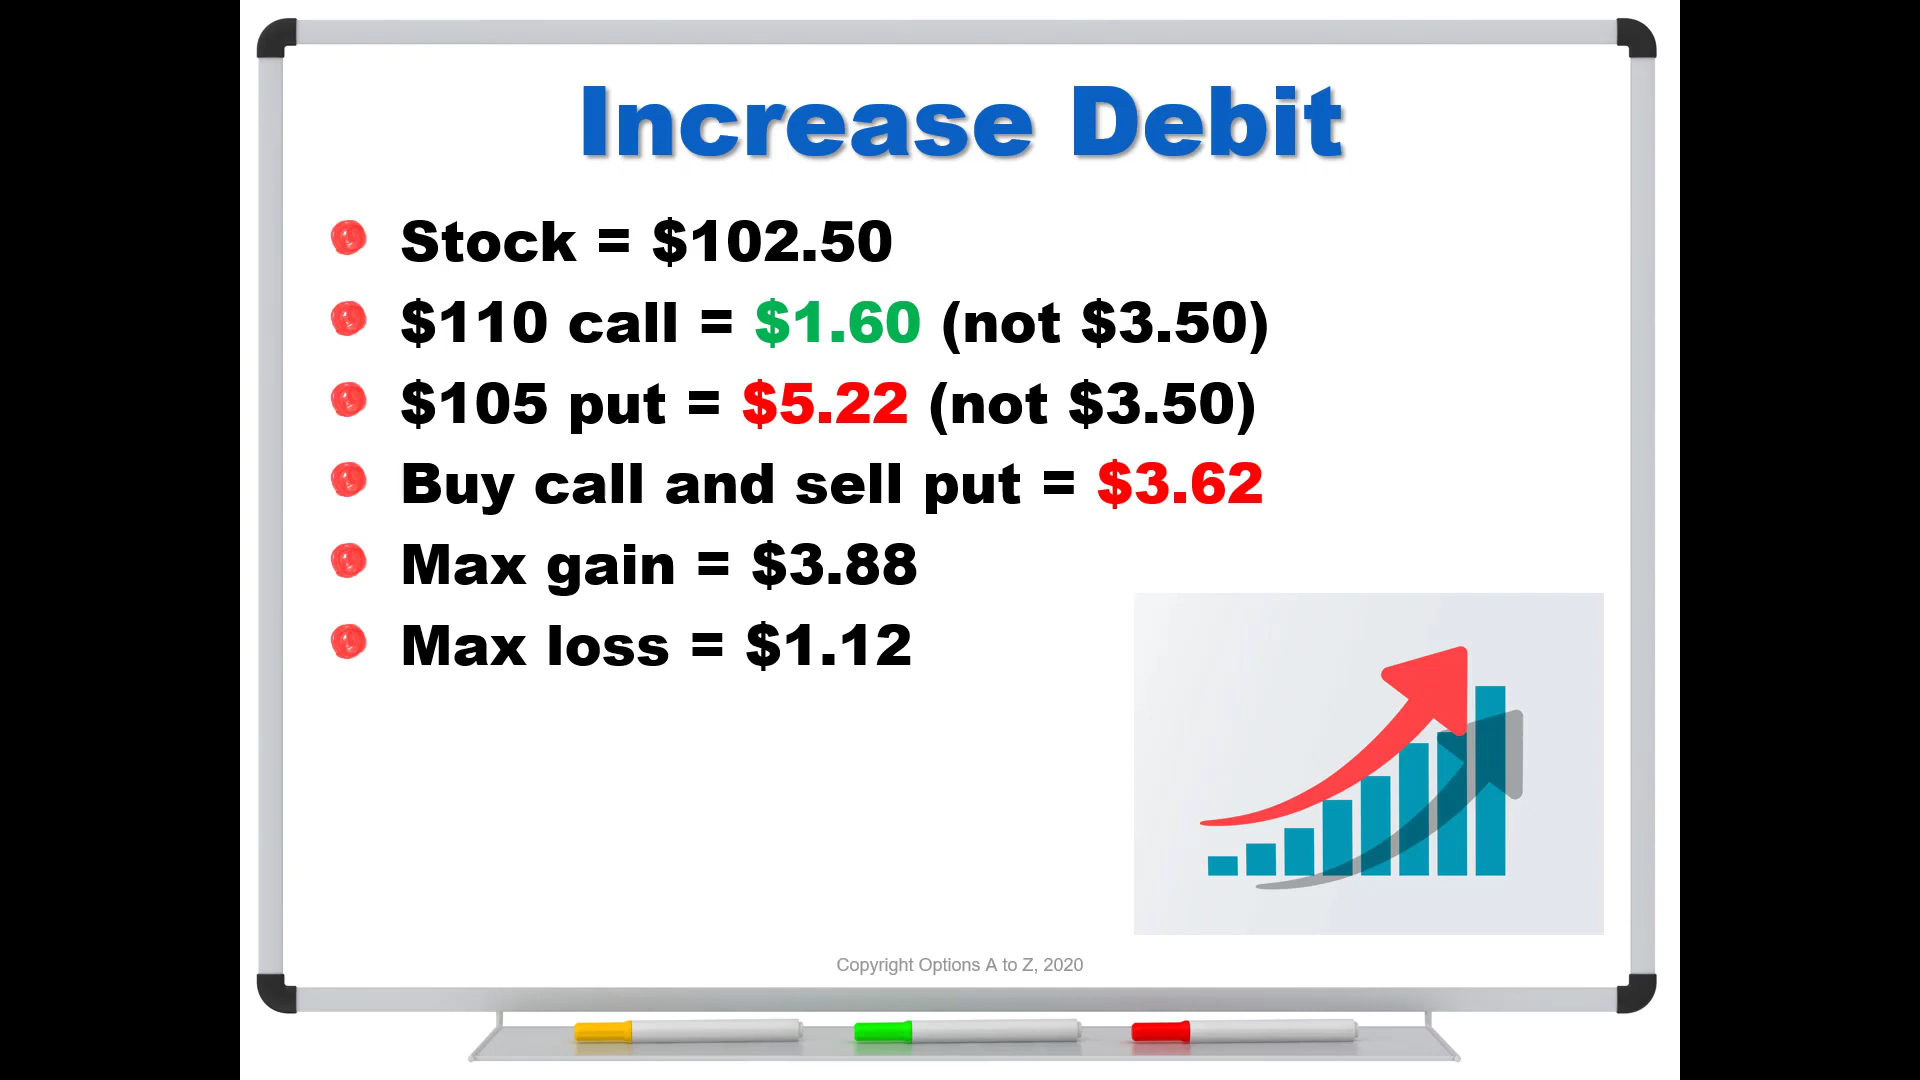 Increase Debit
Stock = $102.50
$110 call = $1.60 (not $3.50)
$105 put = $5.22 (not $3.50)
Buy call and sell put = $3.62
Max gain = $3.88
Max loss = $1.12
Copyright Options A to Z, 2020